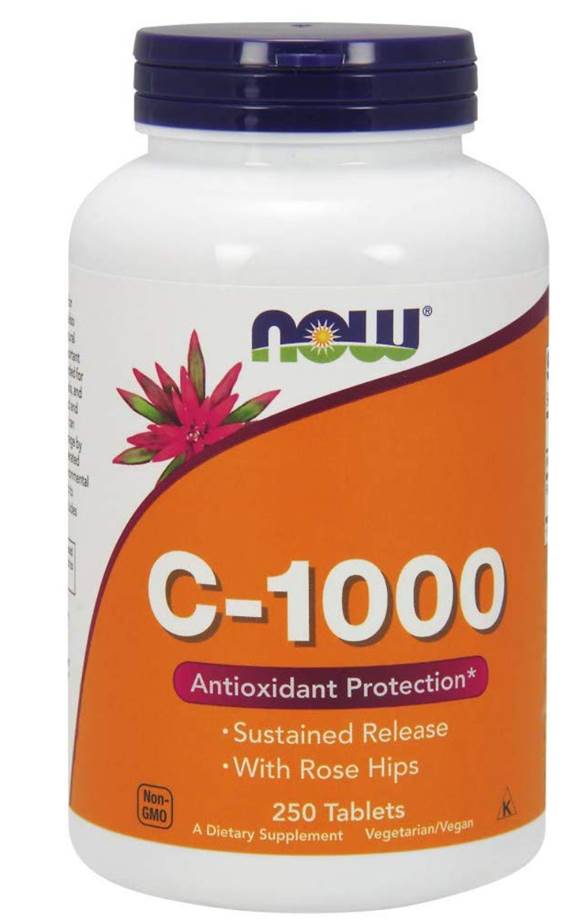 now®
C-1000
Antioxidant Protection*
• Sustained Release
• With Rose Hips
Non-
GMO
250 Tablets
A Dietary Supplement Vegetarian/Vegan
K